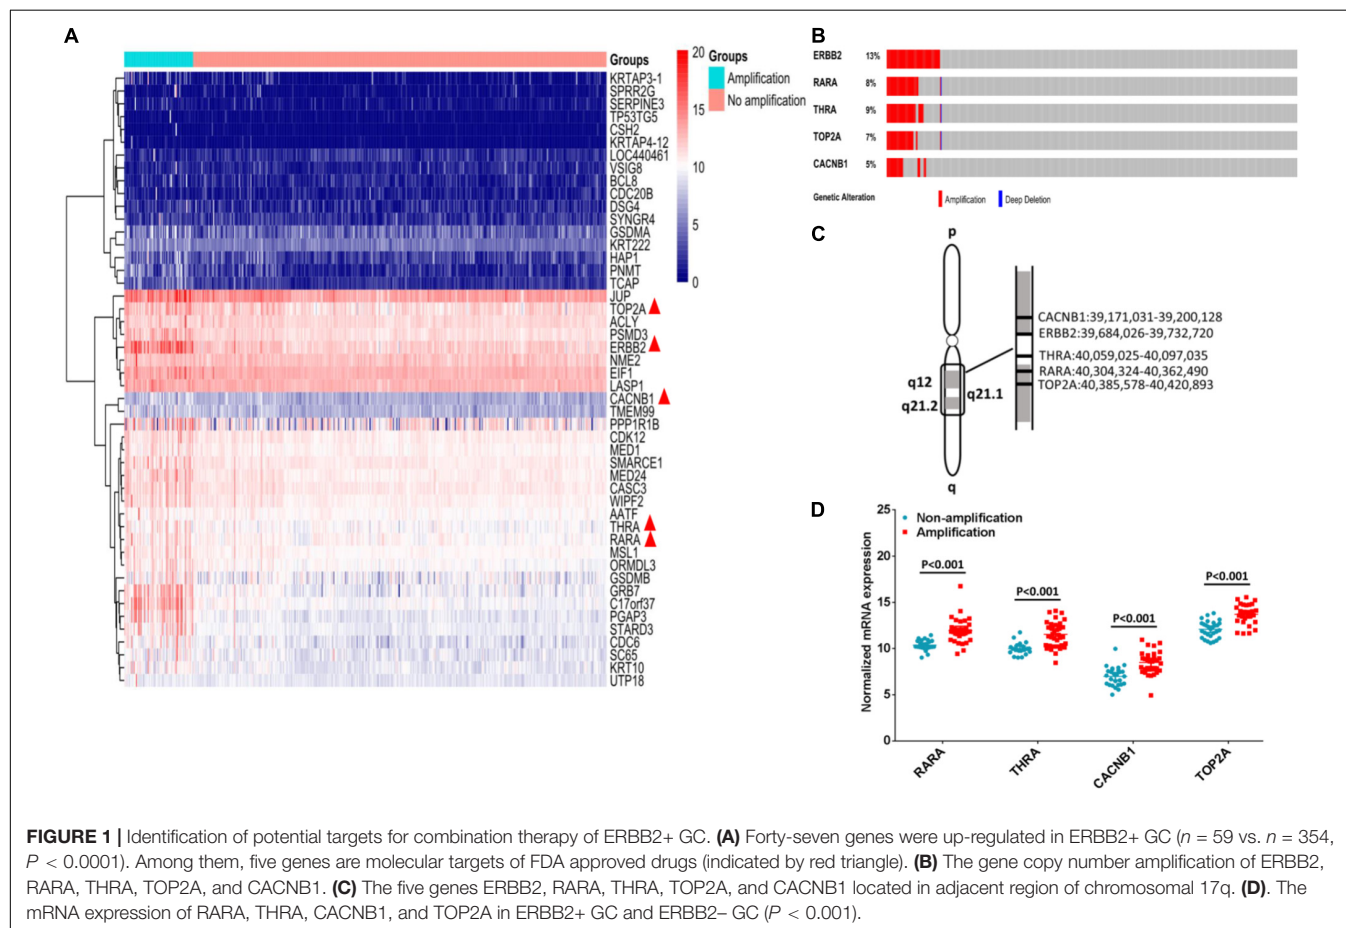 A
Groups
KRTAP3-1
SPRR2G
SERPINE3
TP53TG5
CSH2
KRTAP4-12
LOC440461
VSIG8
BCL8
CDC20B
DSG4
SYNGR4
GSDMA
KRT222
HAP1
PNMT
TCAP
JUP
TOP2A
ACLY
PSMD3
ERBB2
NME2
EIF1
LASP1
CACNB1
TMEM99
PPP1R1B
CDK12
MED1
SMARCE1
MED24
CASC3
WIPF2
AATF
THRA
RARA
MSL1
ORMDL3
GSDMB
GRB7
C17orf37
PGAP3
STARD3
CDC6
SC65
KRT10
UTP18
20
15
10
5
0
Groups
Amplification
No amplification
B
ERBB2 13%
RARA 8%
THRA 9%
TOP2A 7%
CACNB1 5%
Genetic Alteration Amplification Deep Deletion
C
p
q12
q21.2
q21.1
q
CACNB1:39,171,031-39,200,128
ERBB2:39,684,026-39,732,720
THRA:40,059,025-40,097,035
RARA:40,304,324-40,362,490
TOP2A:40,385,578-40,420,893
D
Normalized mRNA expression
25
20
15
10
5
0
Non-amplification
Amplification
P<0.001
P<0.001
P<0.001
P<0.001
RARA
THRA
CACNB1
TOP2A
FIGURE 1 | Identification of potential targets for combination therapy of ERBB2+ GC. (A) Forty-seven genes were up-regulated in ERBB2+ GC (n = 59 vs. n = 354,
P < 0.0001). Among them, five genes are molecular targets of FDA approved drugs (indicated by red triangle). (B) The gene copy number amplification of ERBB2,
RARA, THRA, TOP2A, and CACNB1. (C) The five genes ERBB2, RARA, THRA, TOP2A, and CACNB1 located in adjacent region of chromosomal 17q. (D). The
mRNA expression of RARA, THRA, CACNB1, and TOP2A in ERBB2+ GC and ERBB2– GC (P < 0.001).